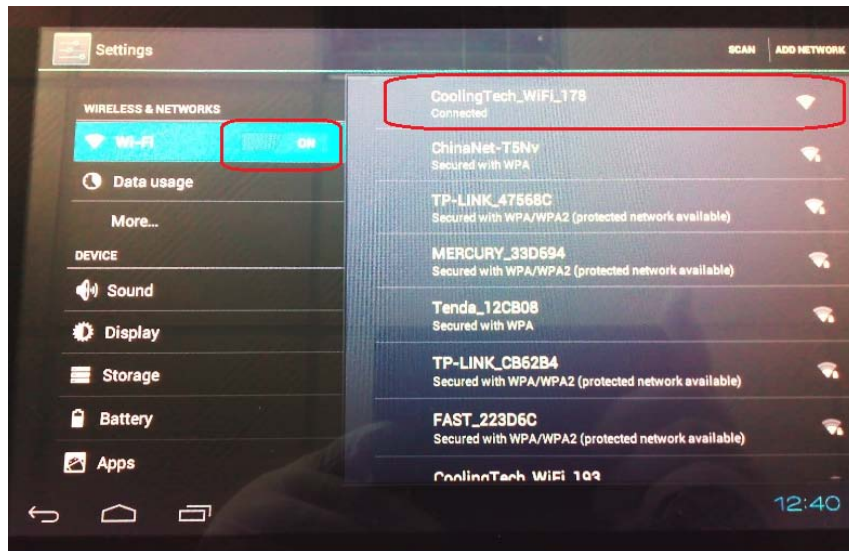 Settings
SCAN
ADD NETWORK
WIRELESS & NETWORKS
Wi-Fi
ON
Data usage
More...
DEVICE
Sound
Display
Storage
Battery
Apps
CoolingTech_WiFi_178
Connected
ChinaNet-T5Nv
Secured with WPA
TP-LINK_47568C
Secured with WPA/WPA2 (protected network available)
MERCURY_33D694
Secured with WPA/WPA2 (protected network available)
Tenda_12CB08
Secured with WPA
TP-LINK_CB62B4
Secured with WPA/WPA2 (protected network available)
FAST_223D6C
Secured with WPA/WPA2 (protected network available)
CoolingTech_WiFi_193
12:40